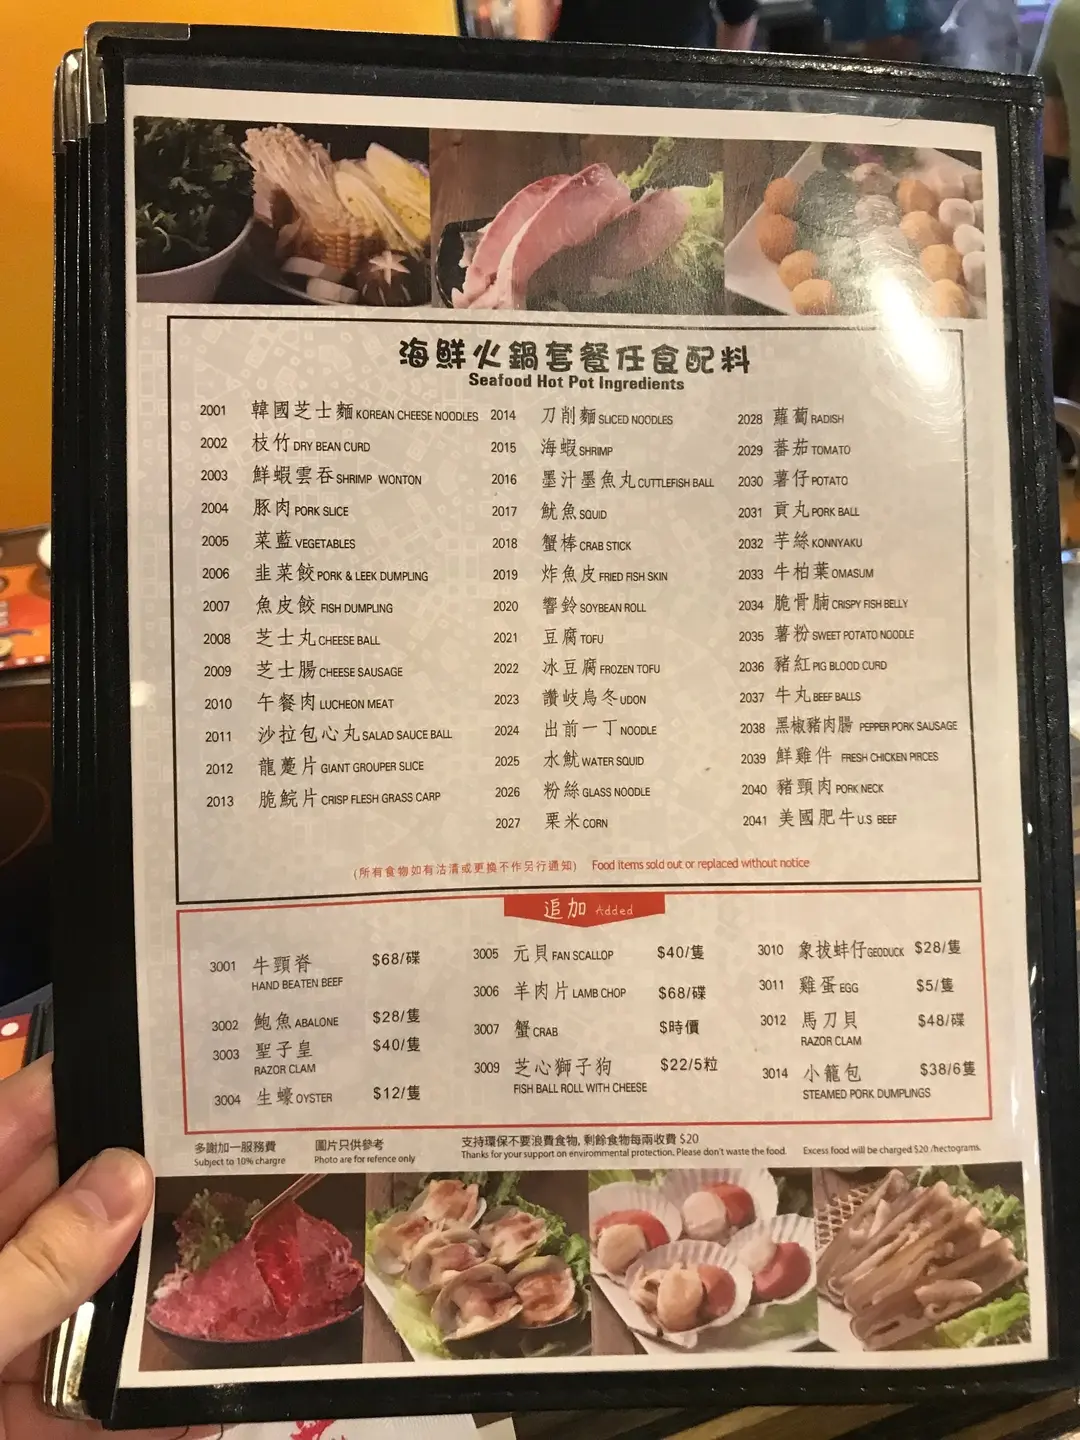 海鮮火鍋套餐任食配料
Seafood Hot Pot Ingredients
2001 韓國芝士麵 KOREAN CHEESE NOODLES
2002 枝竹 DRY BEAN CURD
2003 鮮蝦雲吞 SHRIMP WONTON
2004 豚肉 PORK SLICE
2005 菜藍 VEGETABLES
2006 韭菜餃 PORK & LEEK DUMPLING
2007 魚皮餃 FISH DUMPLING
2008 芝士丸 CHEESE BALL
2009 芝士腸 CHEESE SAUSAGE
2010 午餐肉 LUCHEON MEAT
2011 沙拉包心丸 SALAD SAUCE BALL
2012 龍躉片 GIANT GROUPER SLICE
2013 脆鯇片 CRISP FLESH GRASS CARP
2014 刀削麵 SLICED NOODLES
2015 海蝦 SHRIMP
2016 墨汁墨魚丸 CUTTLEFISH BALL
2017 魷魚 SQUID
2018 蟹棒 CRAB STICK
2019 炸魚皮 FRIED FISH SKIN
2020 響鈴 SOYBEAN ROLL
2021 豆腐 TOFU
2022 冰豆腐 FROZEN TOFU
2023 讚岐烏冬 UDON
2024 出前一丁 NOODLE
2025 水魷 WATER SQUID
2026 粉絲 GLASS NOODLE
2027 粟米 CORN
2028 蘿蔔 RADISH
2029 蕃茄 TOMATO
2030 薯仔 POTATO
2031 貢丸 PORK BALL
2032 芋絲 KONNYAKU
2033 牛柏葉 OMASUM
2034 脆骨腩 CRISPY FISH BELLY
2035 薯粉 SWEET POTATO NOODLE
2036 豬紅 PIG BLOOD CURD
2037 牛丸 BEEF BALLS
2038 黑椒豬肉腸 PEPPER PORK SAUSAGE
2039 鮮雞件 FRESH CHICKEN PIRCES
2040 豬頸肉 PORK NECK
2041 美國肥牛 U.S BEEF
(所有食物如有沽清或更換不作另行通知) Food items sold out or replaced without notice
追加 Added
3001 牛頸脊 $68/碟
HAND BEATEN BEEF
3002 鮑魚 ABALONE $28/隻
3003 聖子皇 $40/隻
RAZOR CLAM
3004 生蠔 OYSTER $12/隻
3005 元貝 FAN SCALLOP $40/隻
3006 羊肉片 LAMB CHOP $68/碟
3007 蟹 CRAB $時價
3009 芝心獅子狗 $22/5粒
FISH BALL ROLL WITH CHEESE
3010 象拔蚌仔 GEODUCK $28/隻
3011 雞蛋 EGG $5/隻
3012 馬刀貝 $48/碟
RAZOR CLAM
3014 小籠包 $38/6隻
STEAMED PORK DUMPLINGS
多謝加一服務費 圖片只供參考 支持環保不要浪費食物, 剩餘食物每兩收費 $20
Subject to 10% chargre Photo are for refence only Thanks for your support on envirommental protection. Please don't waste the food. Excess food will be charged $20 /hectograms.